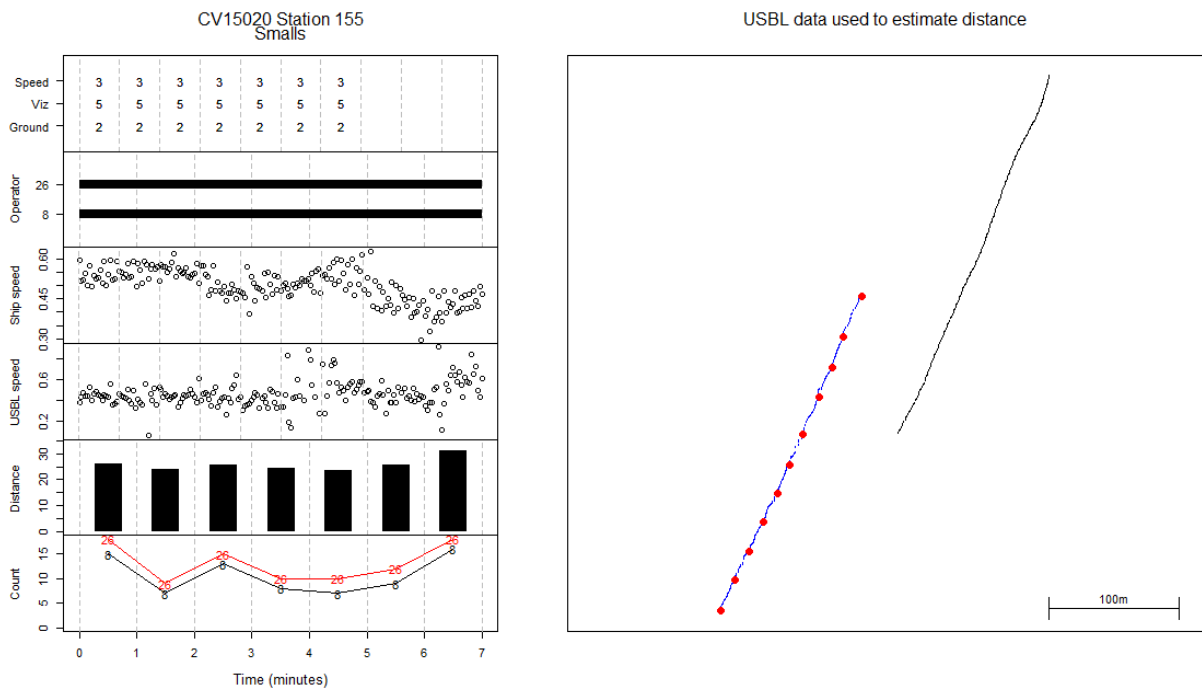 CV15020 Station 155
Smalls
USBL data used to estimate distance
Speed 3 3 3 3 3 3 3
Viz 5 5 5 5 5 5 5
Ground 2 2 2 2 2 2 2
Operator
26
8
Ship speed
0.60
0.45
0.30
USBL speed
0.6
0.2
Distance
30
20
10
0
Count
15
10
5
0
26 26 26 26 26 26 26
8 8 8 8 8 8 8
0 1 2 3 4 5 6 7
Time (minutes)
100m